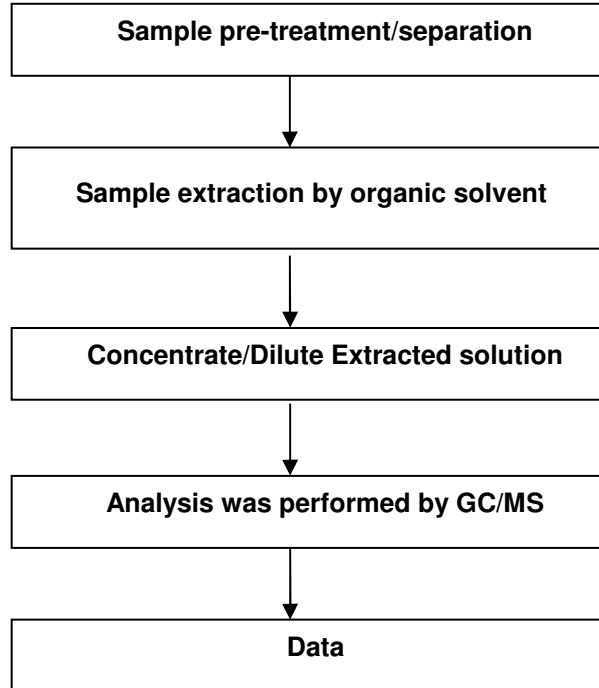 Sample pre-treatment/separation
Sample extraction by organic solvent
Concentrate/Dilute Extracted solution
Analysis was performed by GC/MS
Data